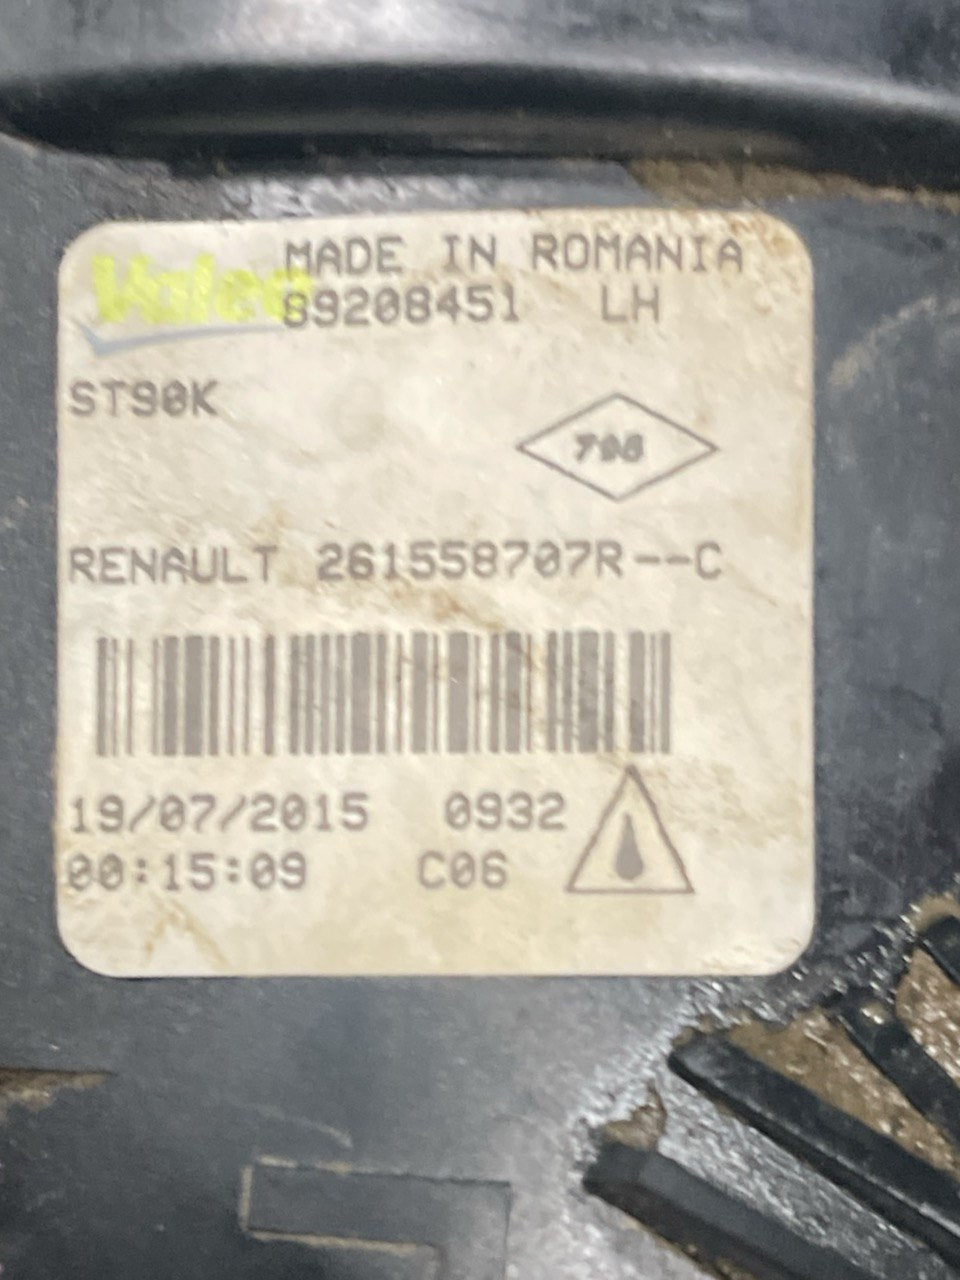 Valeo MADE IN ROMANIA
89208451 LH
ST90K
798
RENAULT 261558707R--C
19/07/2015 0932
00:15:09 C06